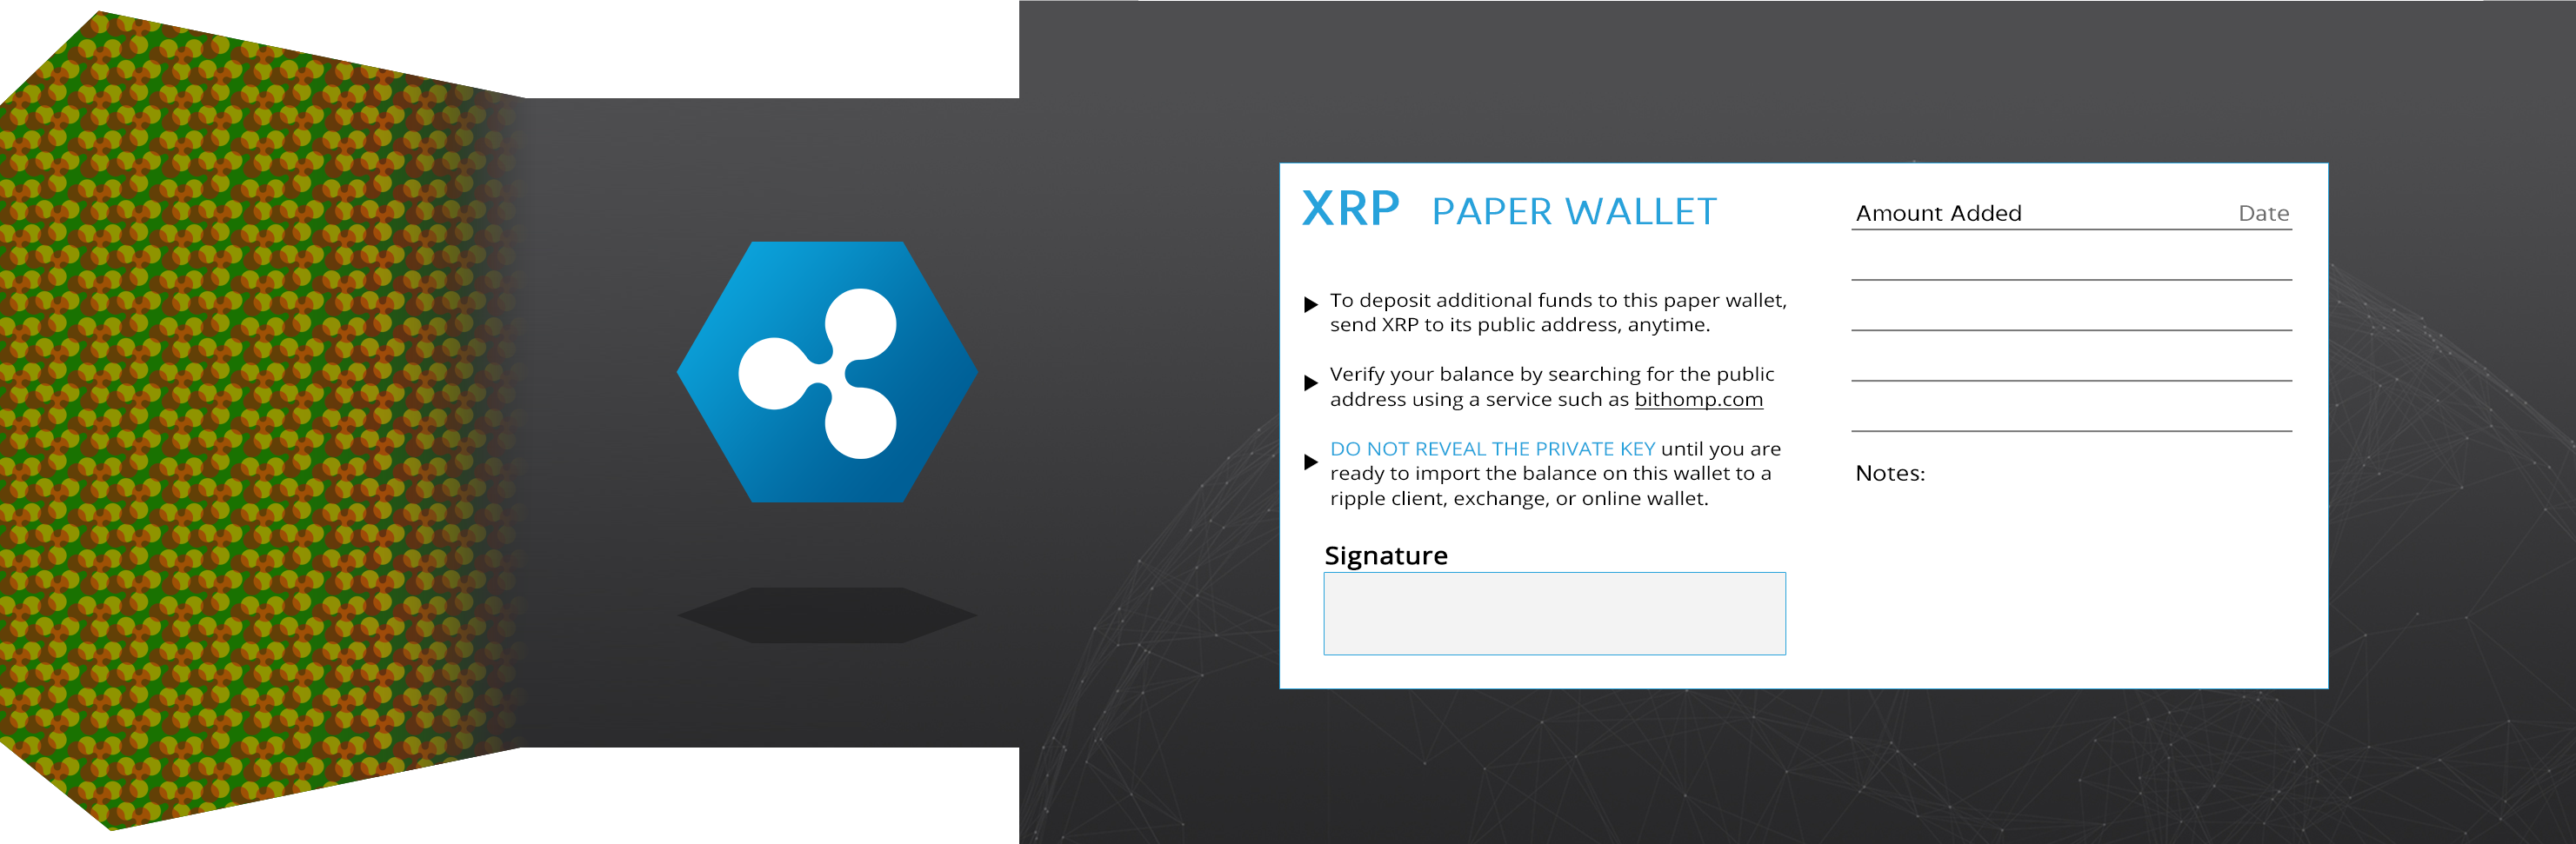 XRP PAPER WALLET
To deposit additional funds to this paper wallet,
send XRP to its public address, anytime.
Verify your balance by searching for the public
address using a service such as bithomp.com
DO NOT REVEAL THE PRIVATE KEY until you are
ready to import the balance on this wallet to a
ripple client, exchange, or online wallet.
Signature
Amount Added Date
Notes: